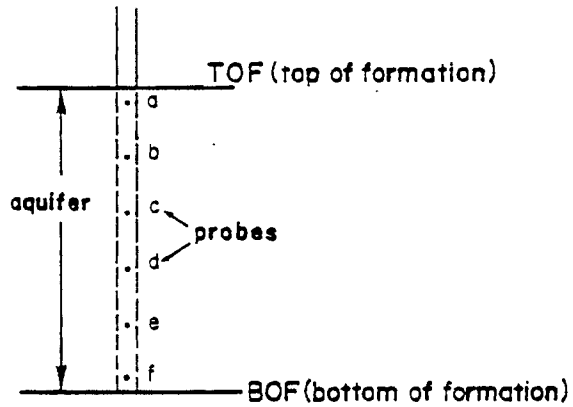 TOF (top of formation)
a
b
aquifer
c
probes
d
e
f
BOF (bottom of formation)